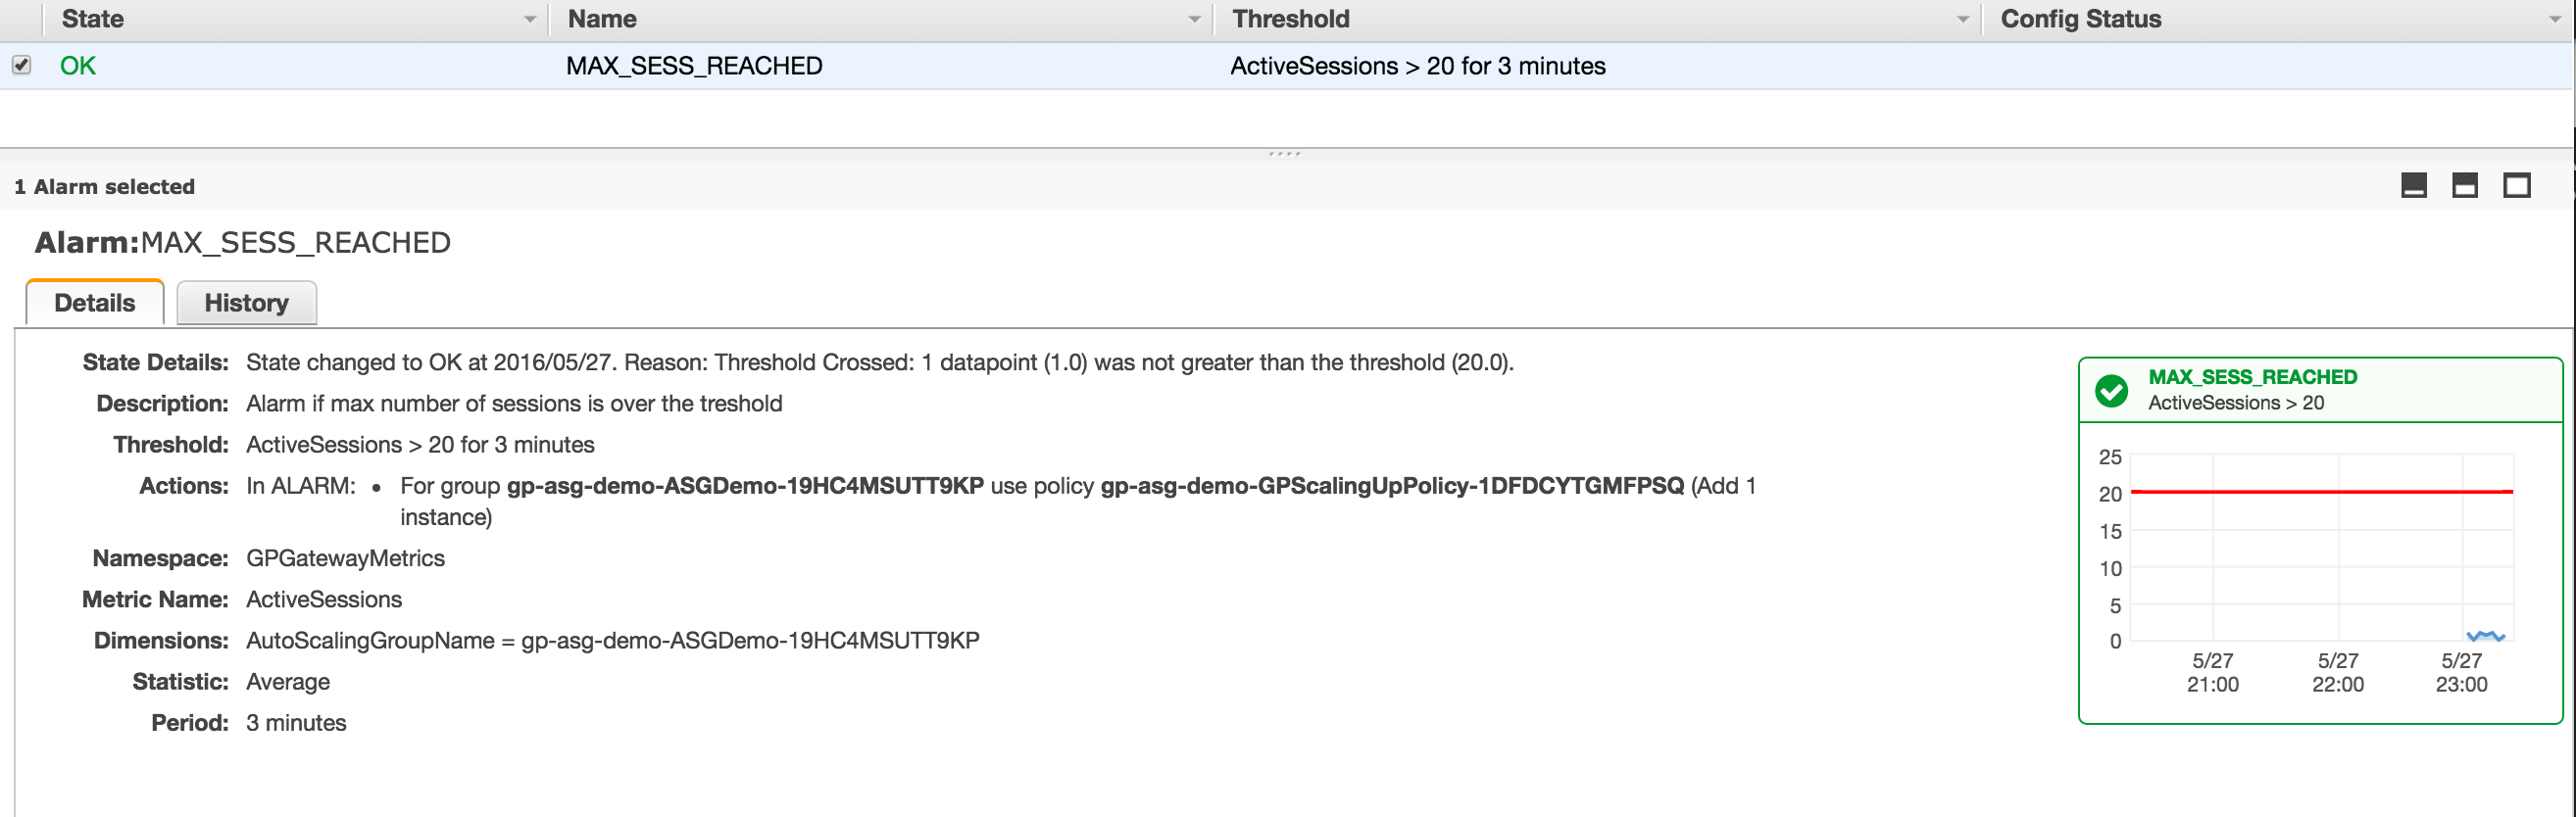 State Name Threshold Config Status
OK MAX_SESS_REACHED ActiveSessions > 20 for 3 minutes
1 Alarm selected
Alarm:MAX_SESS_REACHED
Details History
State Details: State changed to OK at 2016/05/27. Reason: Threshold Crossed: 1 datapoint (1.0) was not greater than the threshold (20.0).
Description: Alarm if max number of sessions is over the treshold
Threshold: ActiveSessions > 20 for 3 minutes
Actions: In ALARM: • For group gp-asg-demo-ASGDemo-19HC4MSUTT9KP use policy gp-asg-demo-GPScalingUpPolicy-1DFDCYTGMFPSQ (Add 1
instance)
Namespace: GPGatewayMetrics
Metric Name: ActiveSessions
Dimensions: AutoScalingGroupName = gp-asg-demo-ASGDemo-19HC4MSUTT9KP
Statistic: Average
Period: 3 minutes
MAX_SESS_REACHED
ActiveSessions > 20
25
20
15
10
5
0
5/27 5/27 5/27
21:00 22:00 23:00